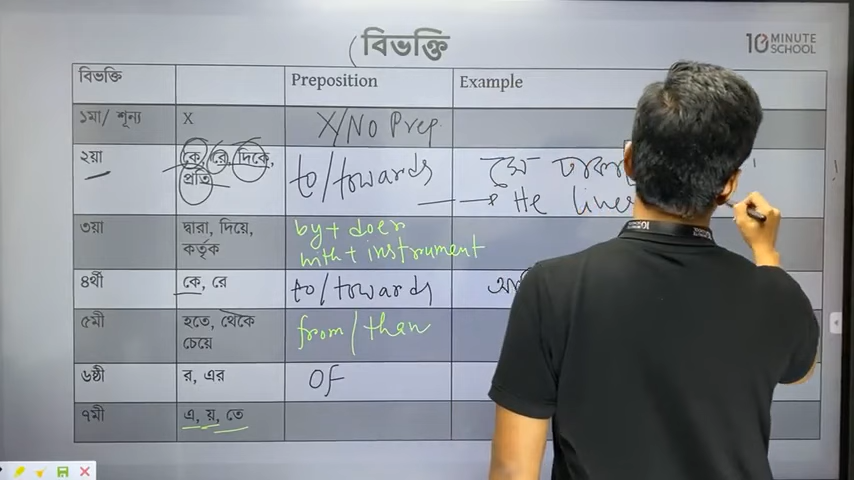 (বিভক্তি
10 MINUTE SCHOOL
বিভক্তি Preposition Example
১মা/ শূন্য X X/No Prep.
২য়া কে, রে, দিকে, to/towards সে
প্রতি → He lives
৩য়া দ্বারা, দিয়ে, by + doer
কর্তৃক with + instrument
৪র্থী কে, রে to/towards
৫মী হতে, থেকে from/than
চেয়ে
৬ষ্ঠী র, এর of
৭মী এ, য়, তে